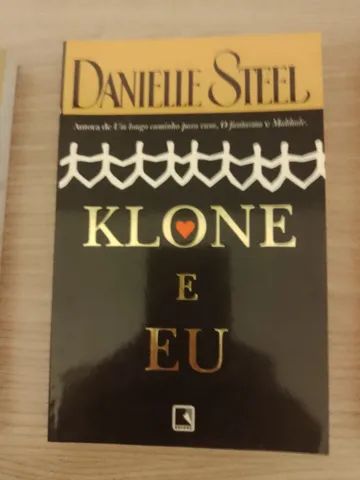 DANIELLE STEEL
Autora de Um longo caminho para casa, O fantasma e Maldade.
KLONE
E
EU